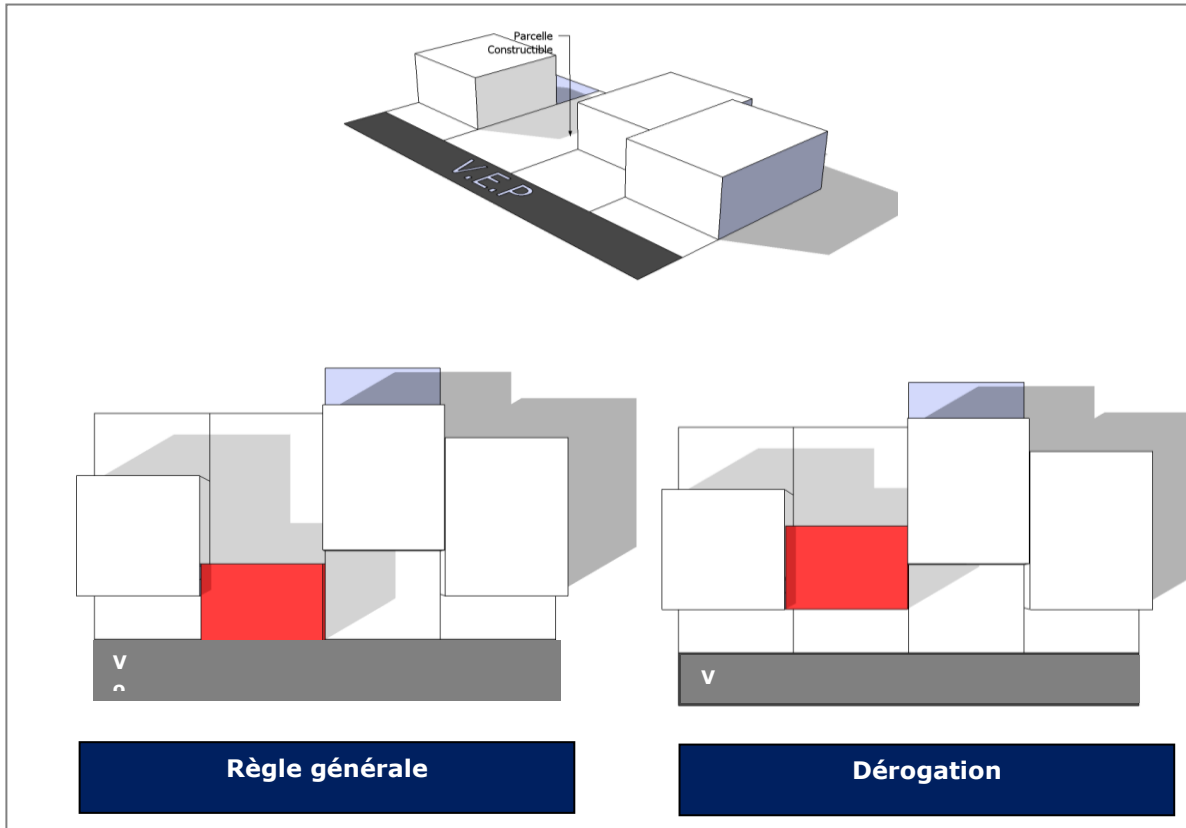 Parcelle
Constructible
V.E.P
V
V
Règle générale
Dérogation